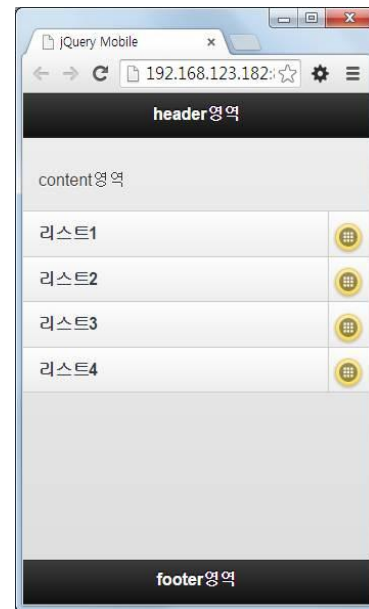 jQuery Mobile
192.168.123.182:
header영역
content영역
리스트1
리스트2
리스트3
리스트4
footer영역